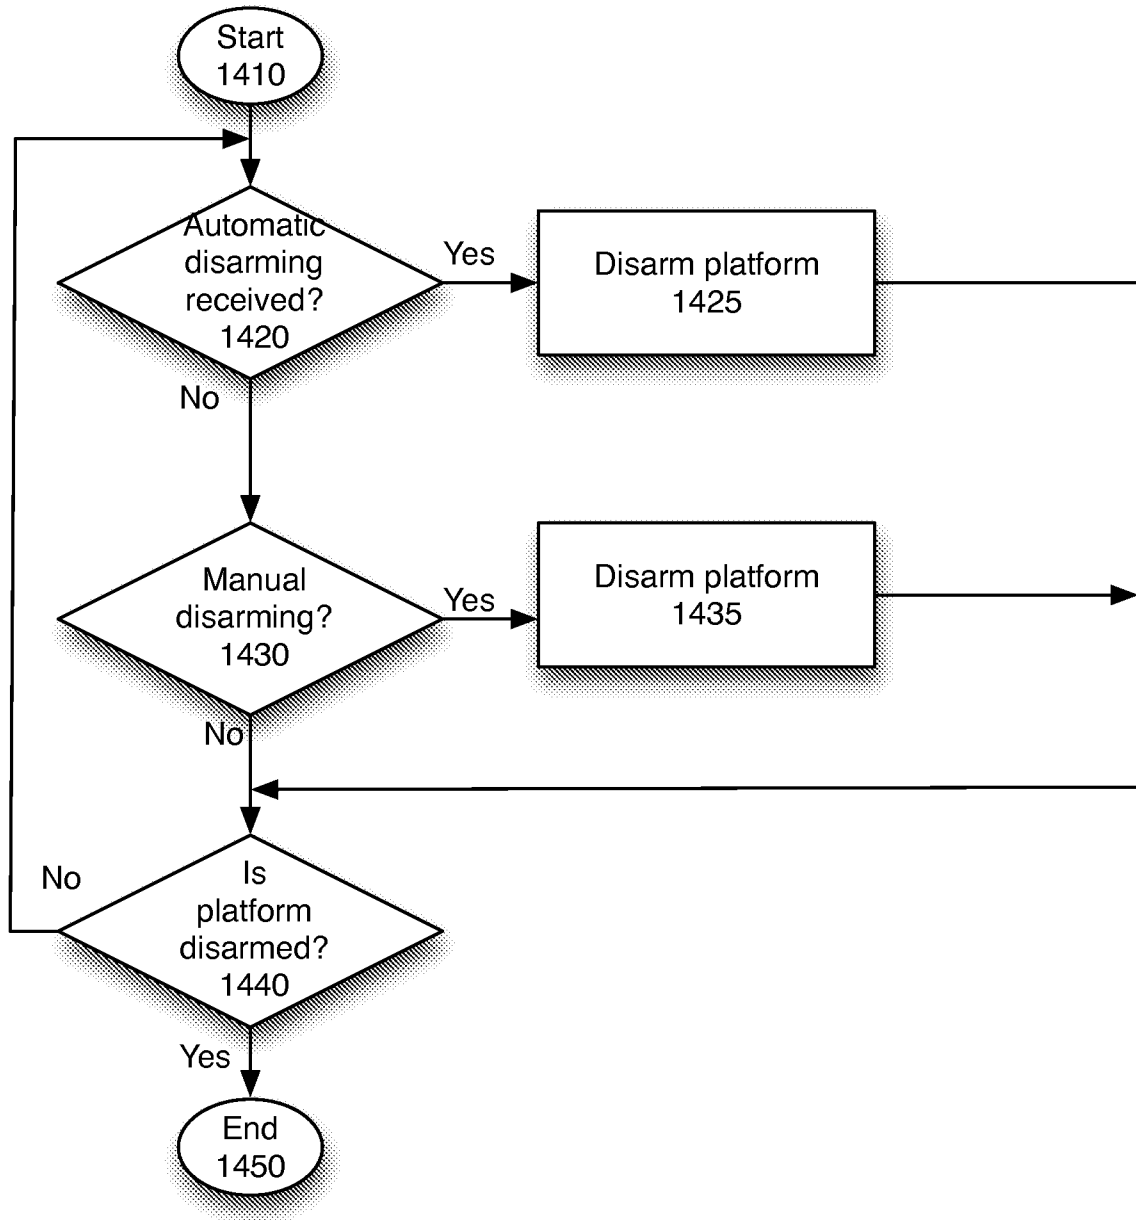 Start
1410
Automatic
disarming
received?
1420
Yes
Disarm platform
1425
No
Manual
disarming?
1430
Yes
Disarm platform
1435
No
Is
platform
disarmed?
1440
No
Yes
End
1450